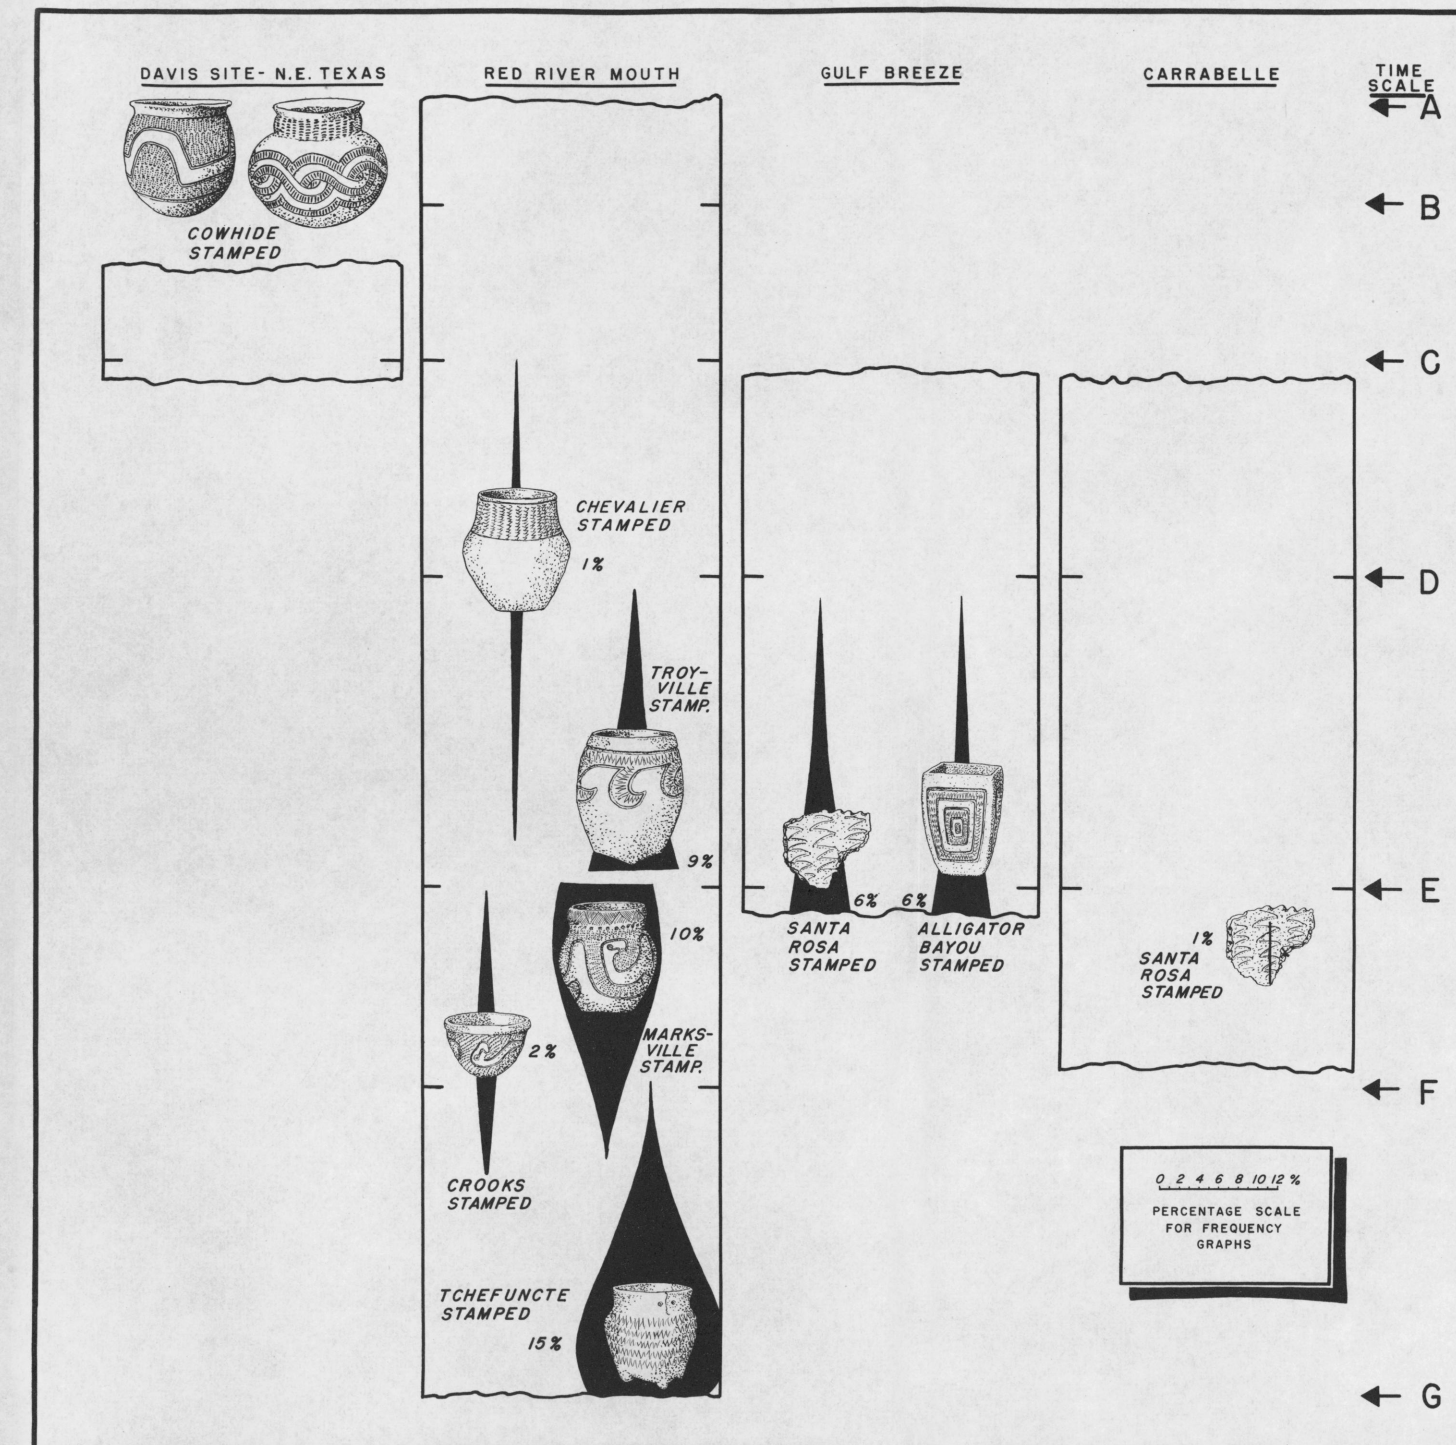 DAVIS SITE- N.E. TEXAS
RED RIVER MOUTH
GULF BREEZE
CARRABELLE
TIME
SCALE
A
B
COWHIDE
STAMPED
C
CHEVALIER
STAMPED
1%
D
TROY-
VILLE
STAMP.
9%
E
6%
6%
SANTA
ROSA
STAMPED
ALLIGATOR
BAYOU
STAMPED
10%
1%
SANTA
ROSA
STAMPED
MARKS-
VILLE
STAMP.
2%
F
CROOKS
STAMPED
0 2 4 6 8 10 12 %
PERCENTAGE SCALE
FOR FREQUENCY
GRAPHS
TCHEFUNCTE
STAMPED
15%
G